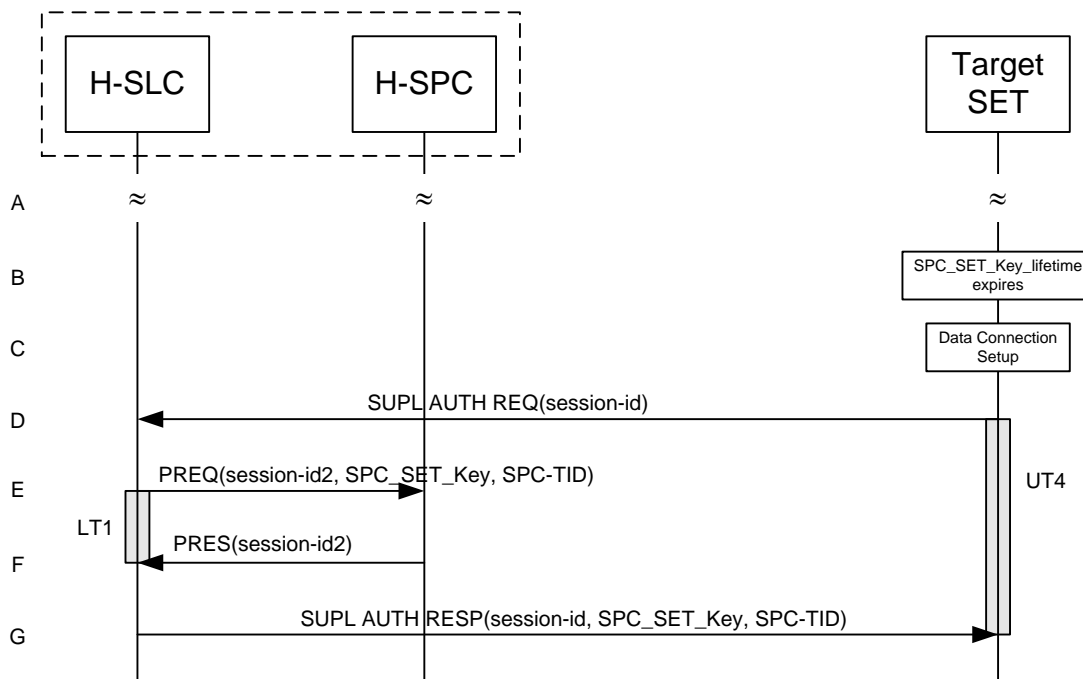 H-SLC
H-SPC
Target
SET
A
≈ ≈ ≈
B
SPC_SET_Key_lifetime
expires
C
Data Connection
Setup
D
SUPL AUTH REQ(session-id)
E
PREQ(session-id2, SPC_SET_Key, SPC-TID)
UT4
LT1
PRES(session-id2)
F
SUPL AUTH RESP(session-id, SPC_SET_Key, SPC-TID)
G